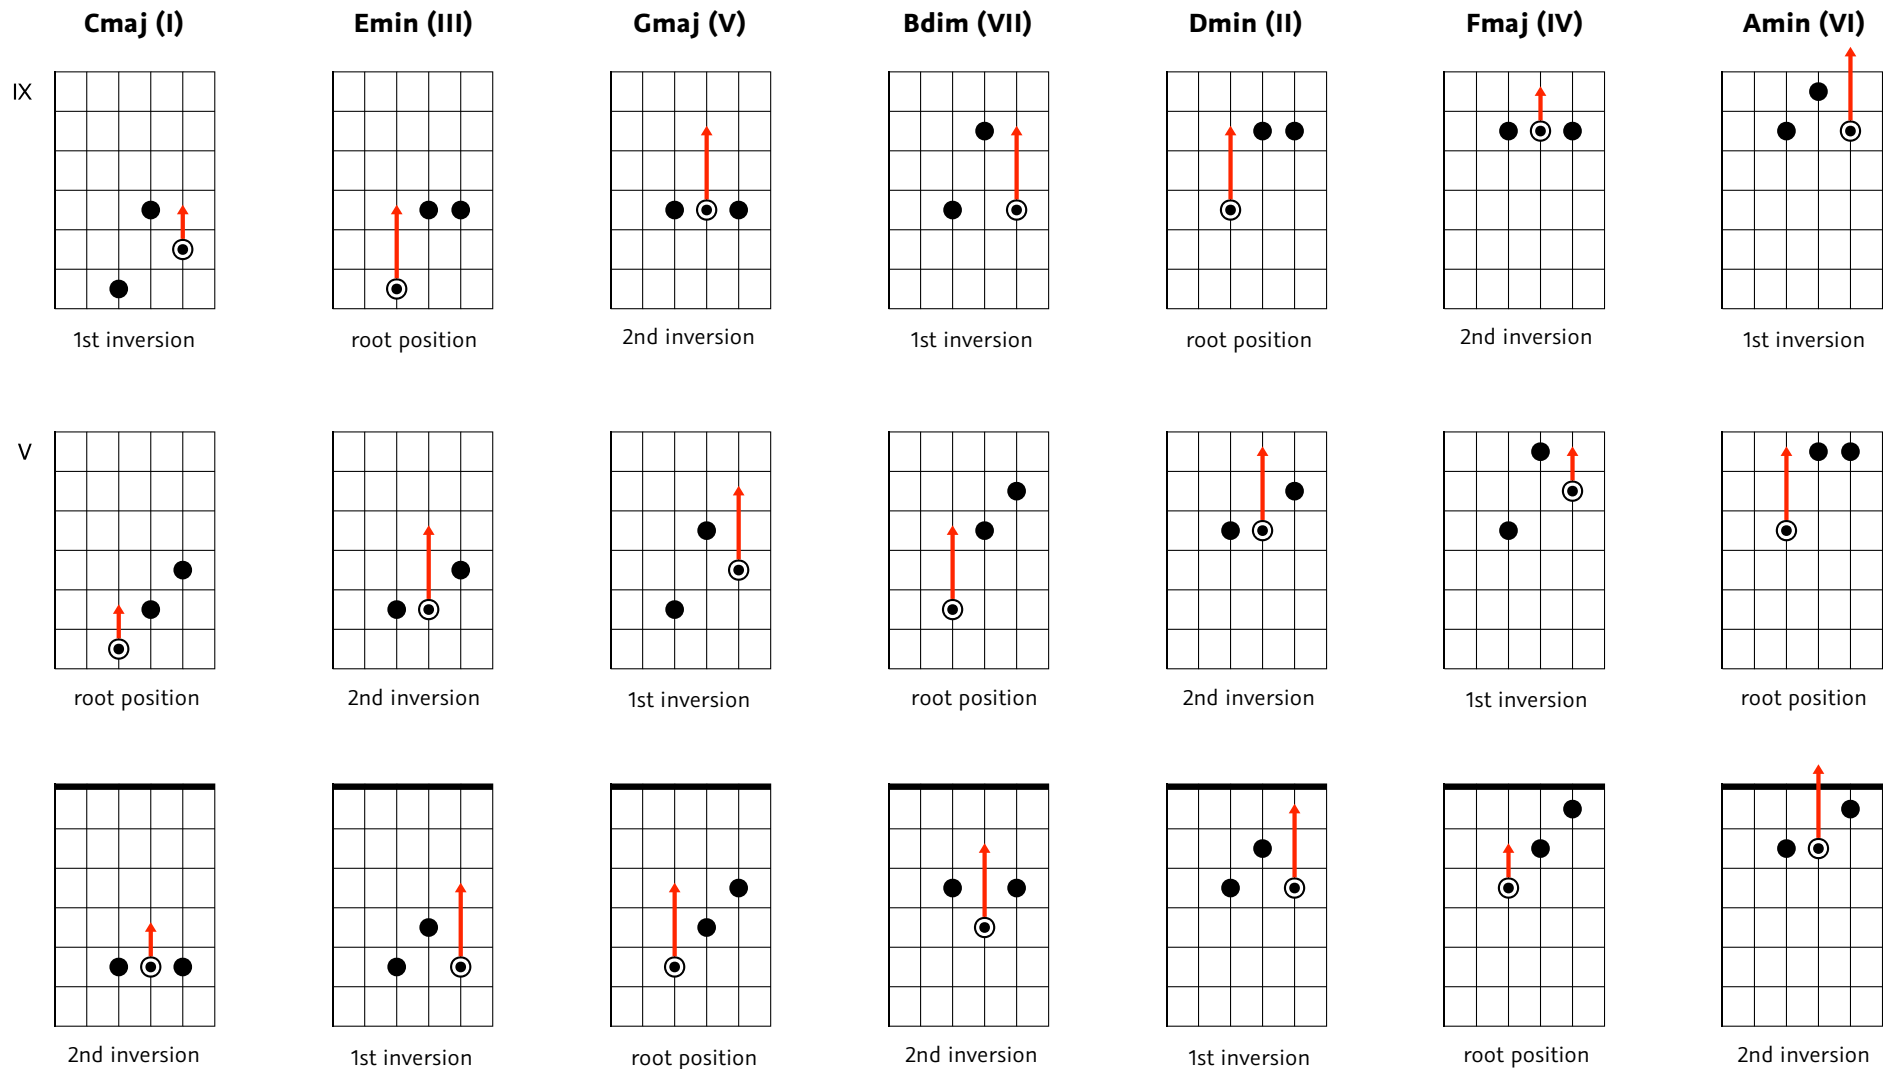 Cmaj (I) Emin (III) Gmaj (V) Bdim (VII) Dmin (II) Fmaj (IV) Amin (VI)
IX
1st inversion root position 2nd inversion 1st inversion root position 2nd inversion 1st inversion
V
root position 2nd inversion 1st inversion root position 2nd inversion 1st inversion root position
2nd inversion 1st inversion root position 2nd inversion 1st inversion root position 2nd inversion